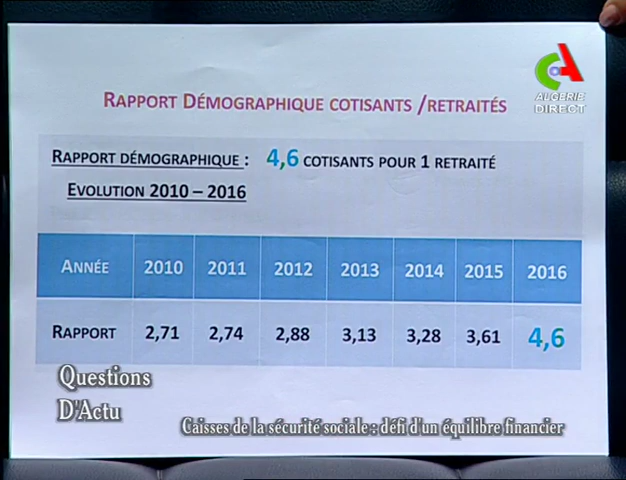 ALGERIE
DIRECT
RAPPORT DÉMOGRAPHIQUE COTISANTS /RETRAITÉS
RAPPORT DÉMOGRAPHIQUE : 4,6 COTISANTS POUR 1 RETRAITÉ
EVOLUTION 2010 – 2016
ANNÉE 2010 2011 2012 2013 2014 2015 2016
RAPPORT 2,71 2,74 2,88 3,13 3,28 3,61 4,6
Questions
D'Actu
Caisses de la sécurité sociale : défi d'un équilibre financier